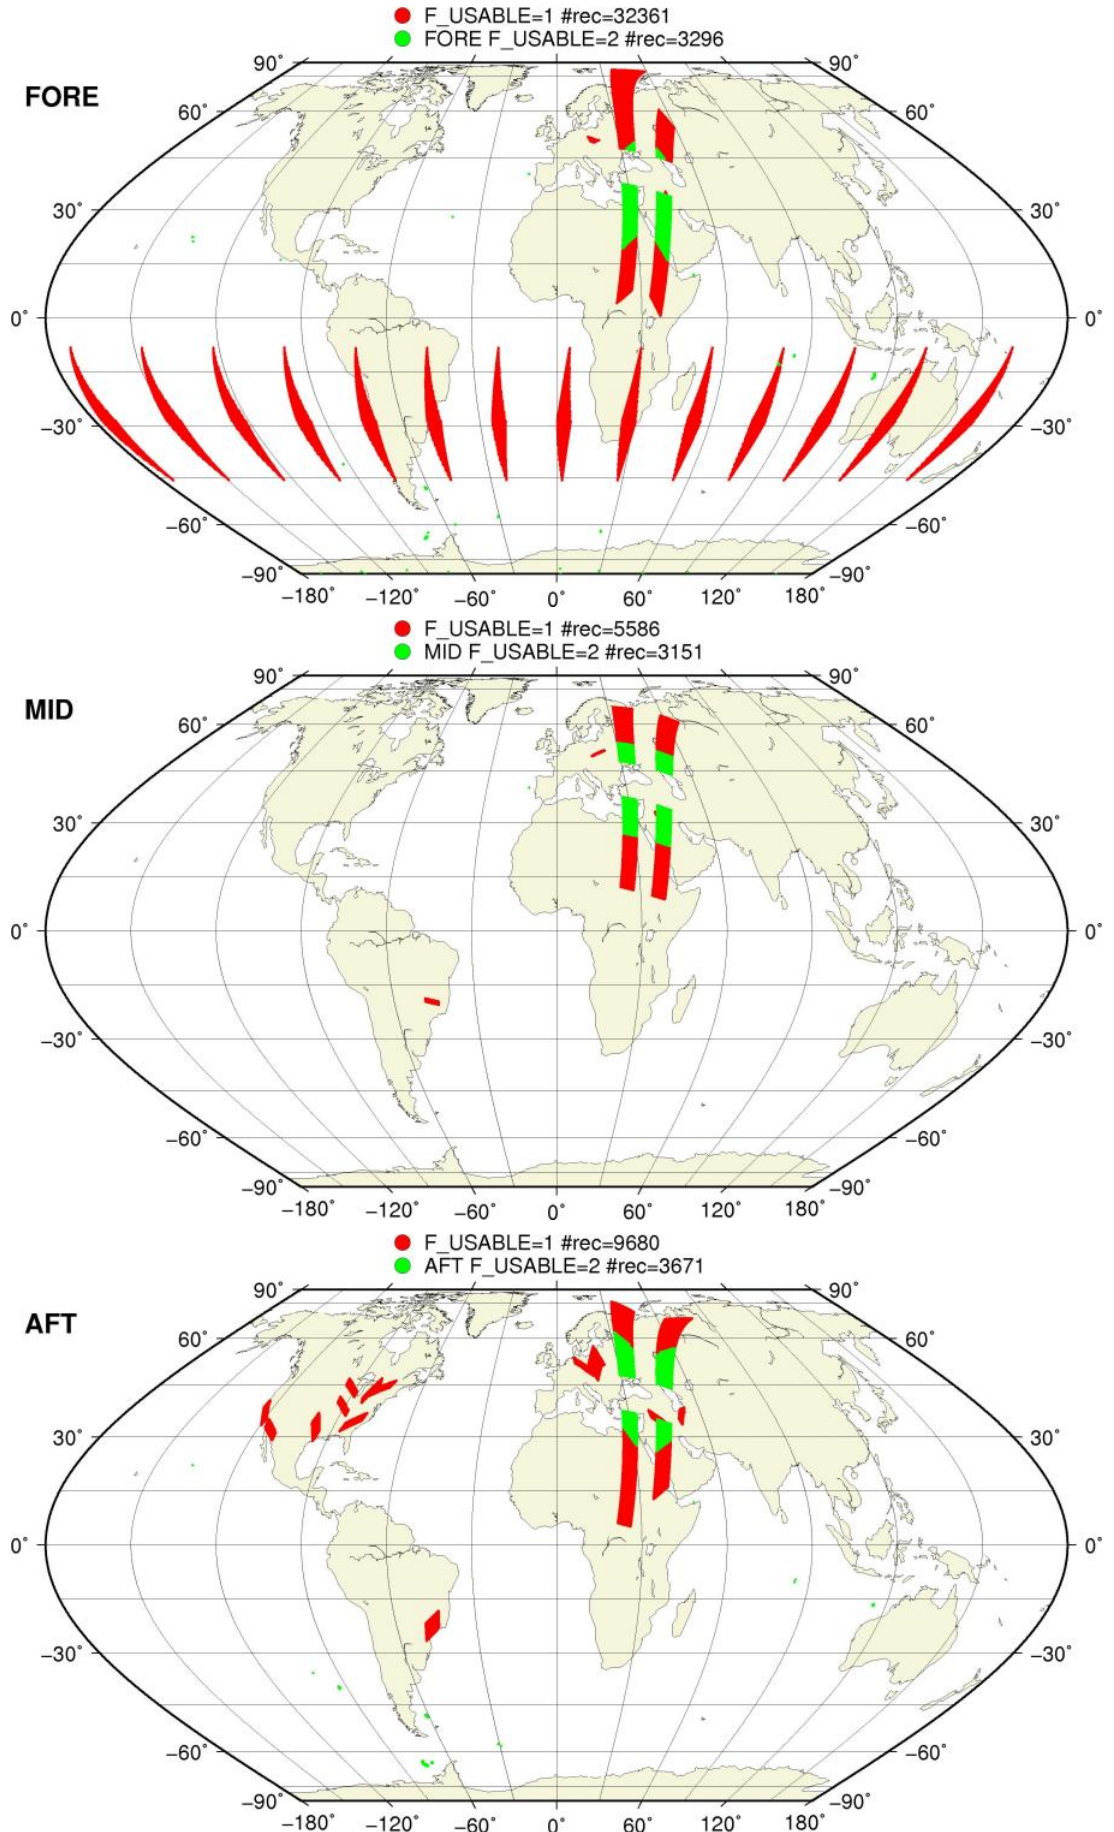 F_USABLE=1 #rec=32361
FORE F_USABLE=2 #rec=3296
FORE
90° 90°
60° 60°
30° 30°
0° 0°
−30° −30°
−60° −60°
−90° −90°
−180° −120° −60° 0° 60° 120° 180°
F_USABLE=1 #rec=5586
MID F_USABLE=2 #rec=3151
MID
90° 90°
60° 60°
30° 30°
0° 0°
−30° −30°
−60° −60°
−90° −90°
−180° −120° −60° 0° 60° 120° 180°
F_USABLE=1 #rec=9680
AFT F_USABLE=2 #rec=3671
AFT
90° 90°
60° 60°
30° 30°
0° 0°
−30° −30°
−60° −60°
−90° −90°
−180° −120° −60° 0° 60° 120° 180°